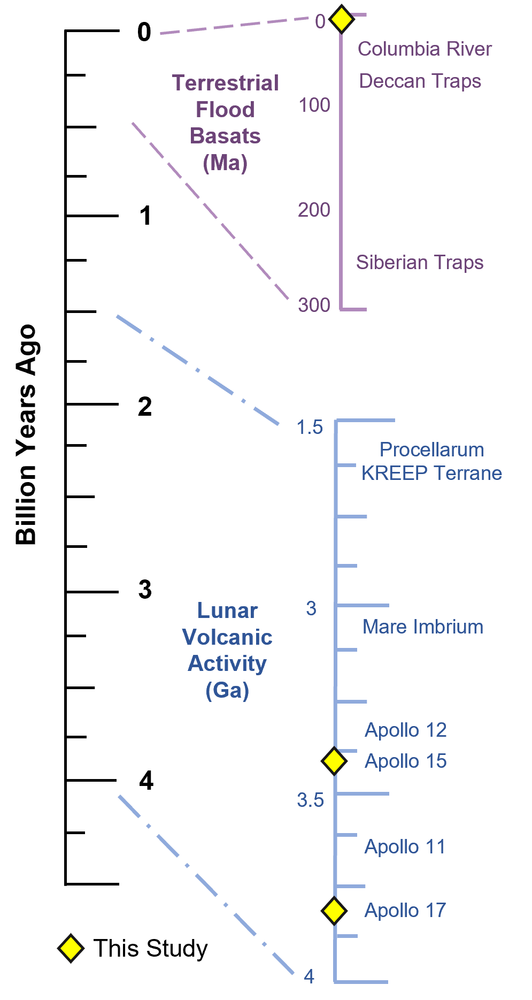 Billion Years Ago
0
1
2
3
4
Terrestrial
Flood
Basats
(Ma)
0
100
200
300
Columbia River
Deccan Traps
Siberian Traps
Lunar
Volcanic
Activity
(Ga)
1.5
3
3.5
4
Procellarum
KREEP Terrane
Mare Imbrium
Apollo 12
Apollo 15
Apollo 11
Apollo 17
This Study